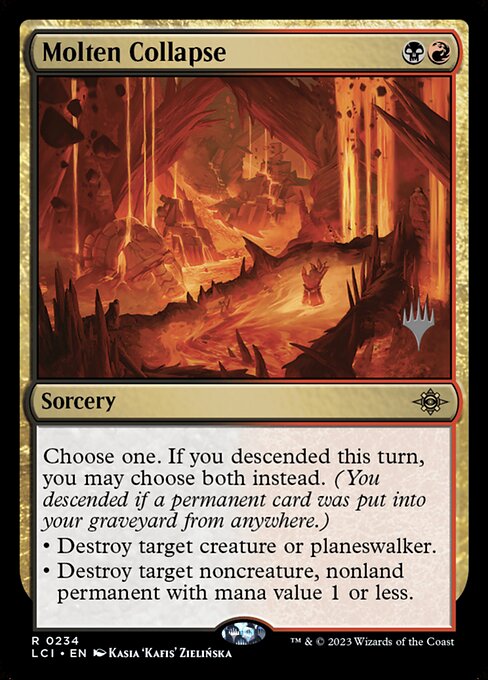 Molten Collapse
Sorcery
Choose one. If you descended this turn,
you may choose both instead. (You
descended if a permanent card was put into
your graveyard from anywhere.)
• Destroy target creature or planeswalker.
• Destroy target noncreature, nonland
permanent with mana value 1 or less.
R 0234
LCI • EN Kasia ‘Kafis’ Zielińska
™ & © 2023 Wizards of the Coast